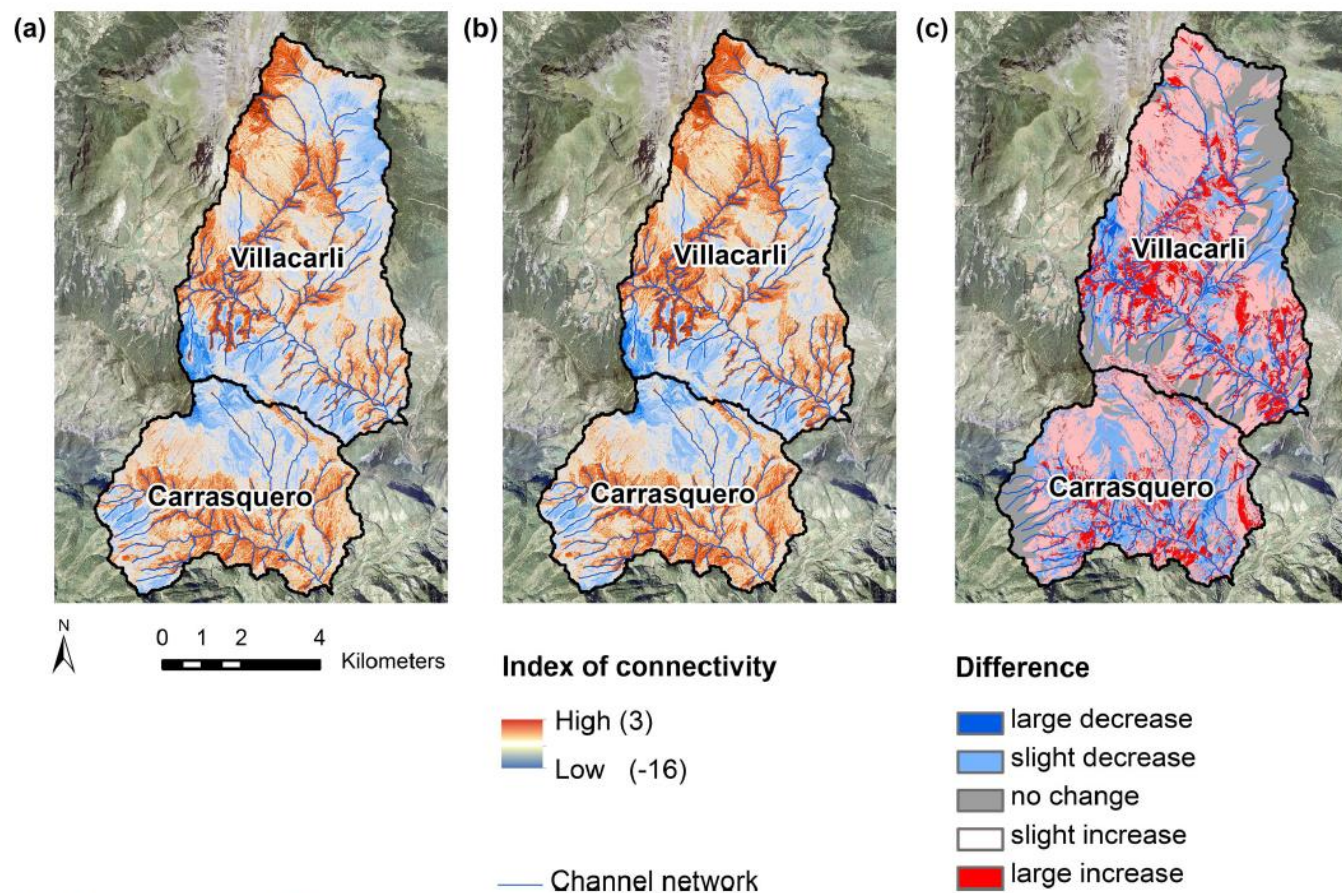 (a)
(b)
(c)
Villacarli
Villacarli
Villacarli
Carrasquero
Carrasquero
Carrasquero
N
0 1 2 4
Kilometers
Index of connectivity
High (3)
Low (-16)
Channel network
Difference
large decrease
slight decrease
no change
slight increase
large increase